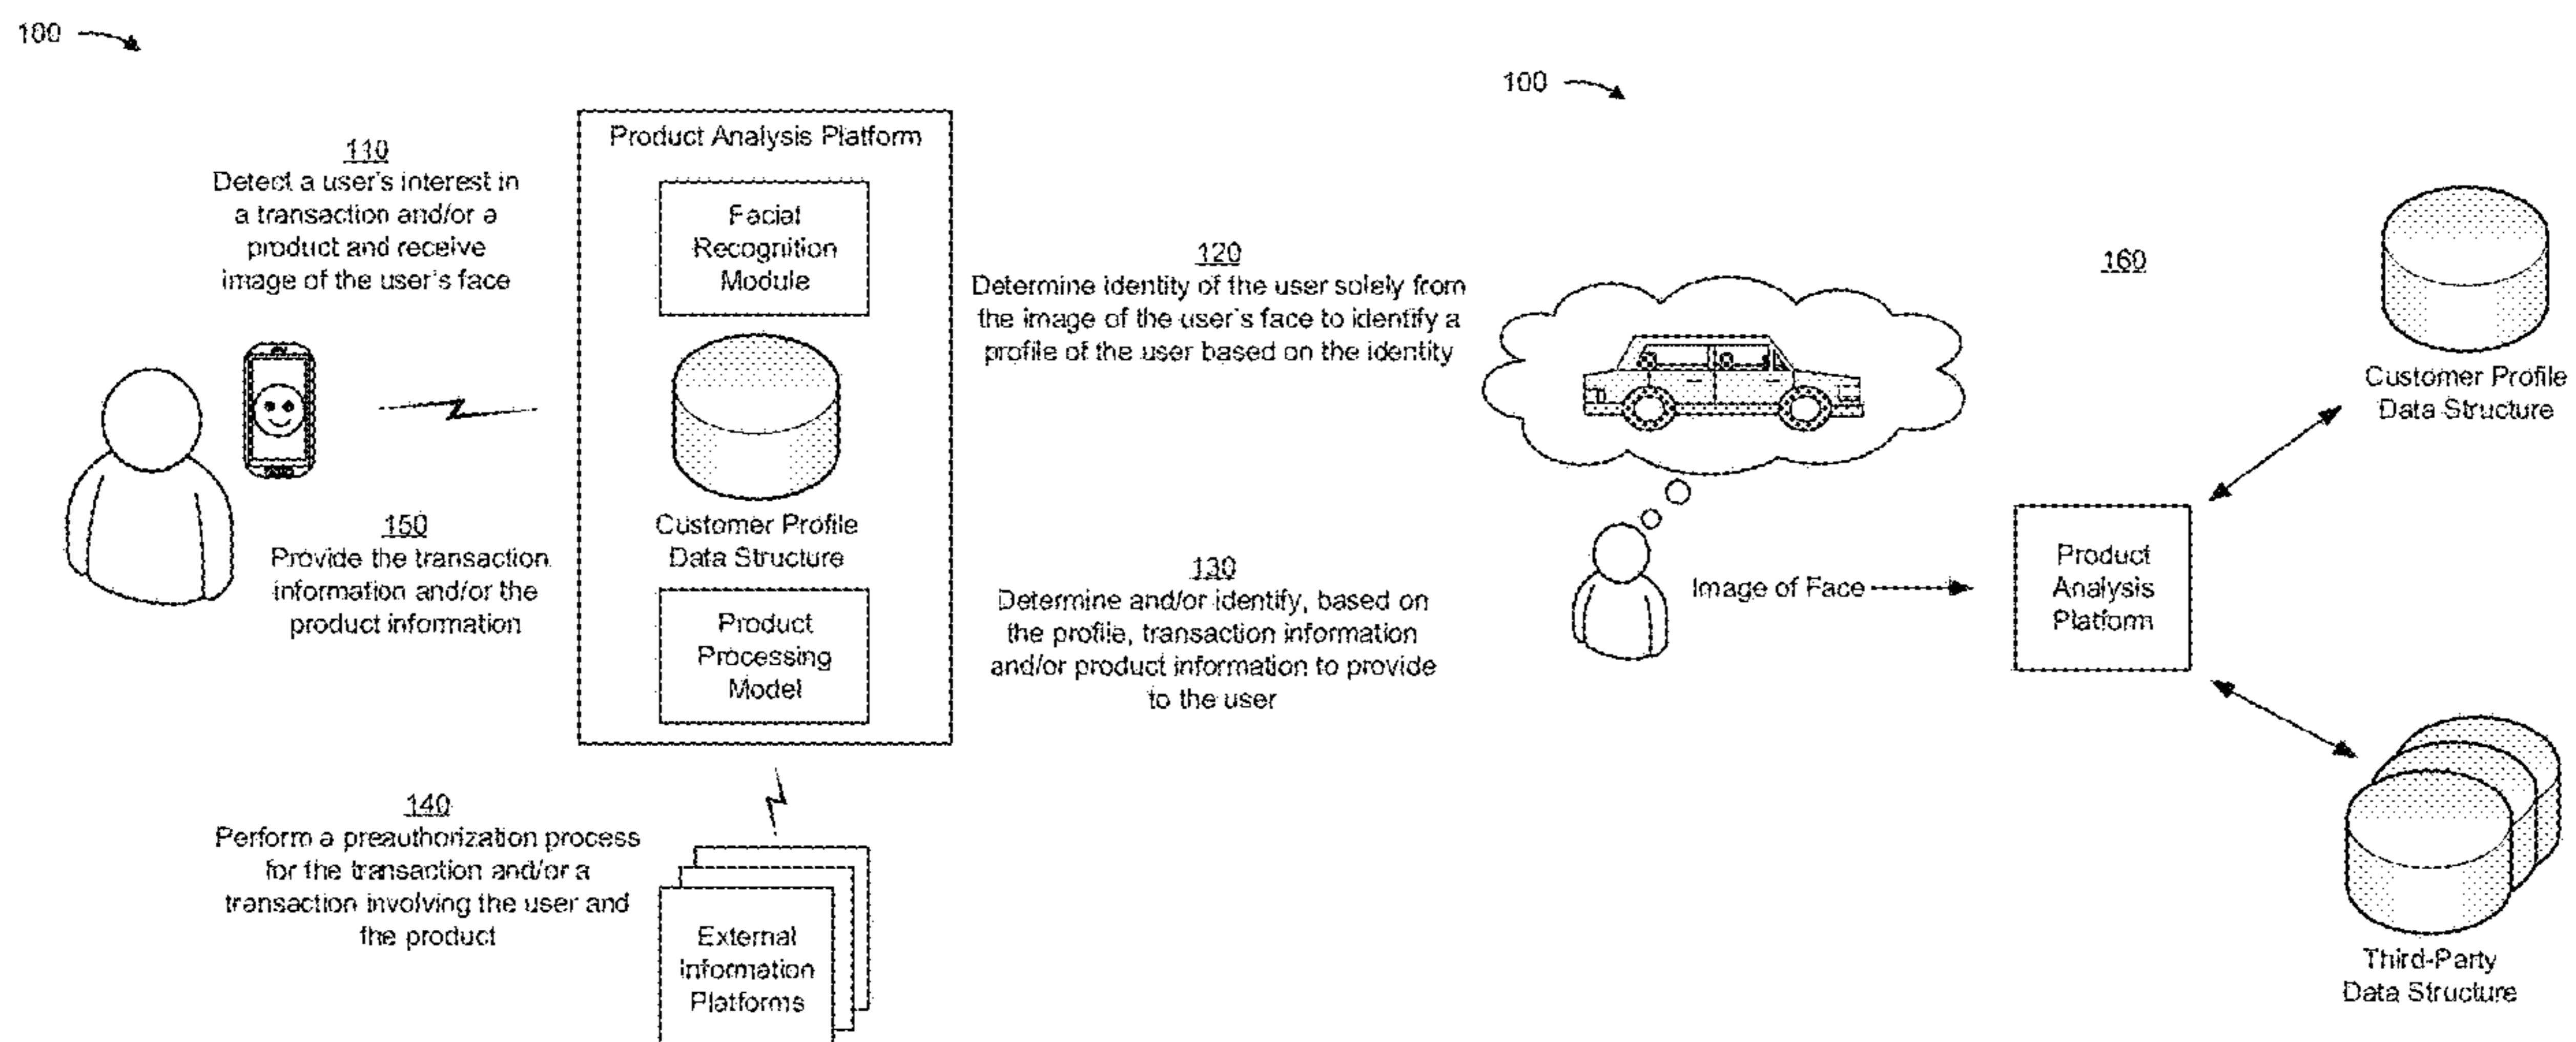 100
110
Detect a user's interest in
a transaction and/or a
product and receive
image of the user's face
150
Provide the transaction
information and/or the
product information
Product Analysis Platform
Facial
Recognition
Module
Customer Profile
Data Structure
Product
Processing
Model
120
Determine identity of the user solely from
the image of the user's face to identify a
profile of the user based on the identity
130
Determine and/or identify, based on
the profile, transaction information
and/or product information to provide
to the user
140
Perform a preauthorization process
for the transaction and/or a
transaction involving the user and
the product
External
Information
Platforms
100
160
Image of Face
Product
Analysis
Platform
Customer Profile
Data Structure
Third-Party
Data Structure